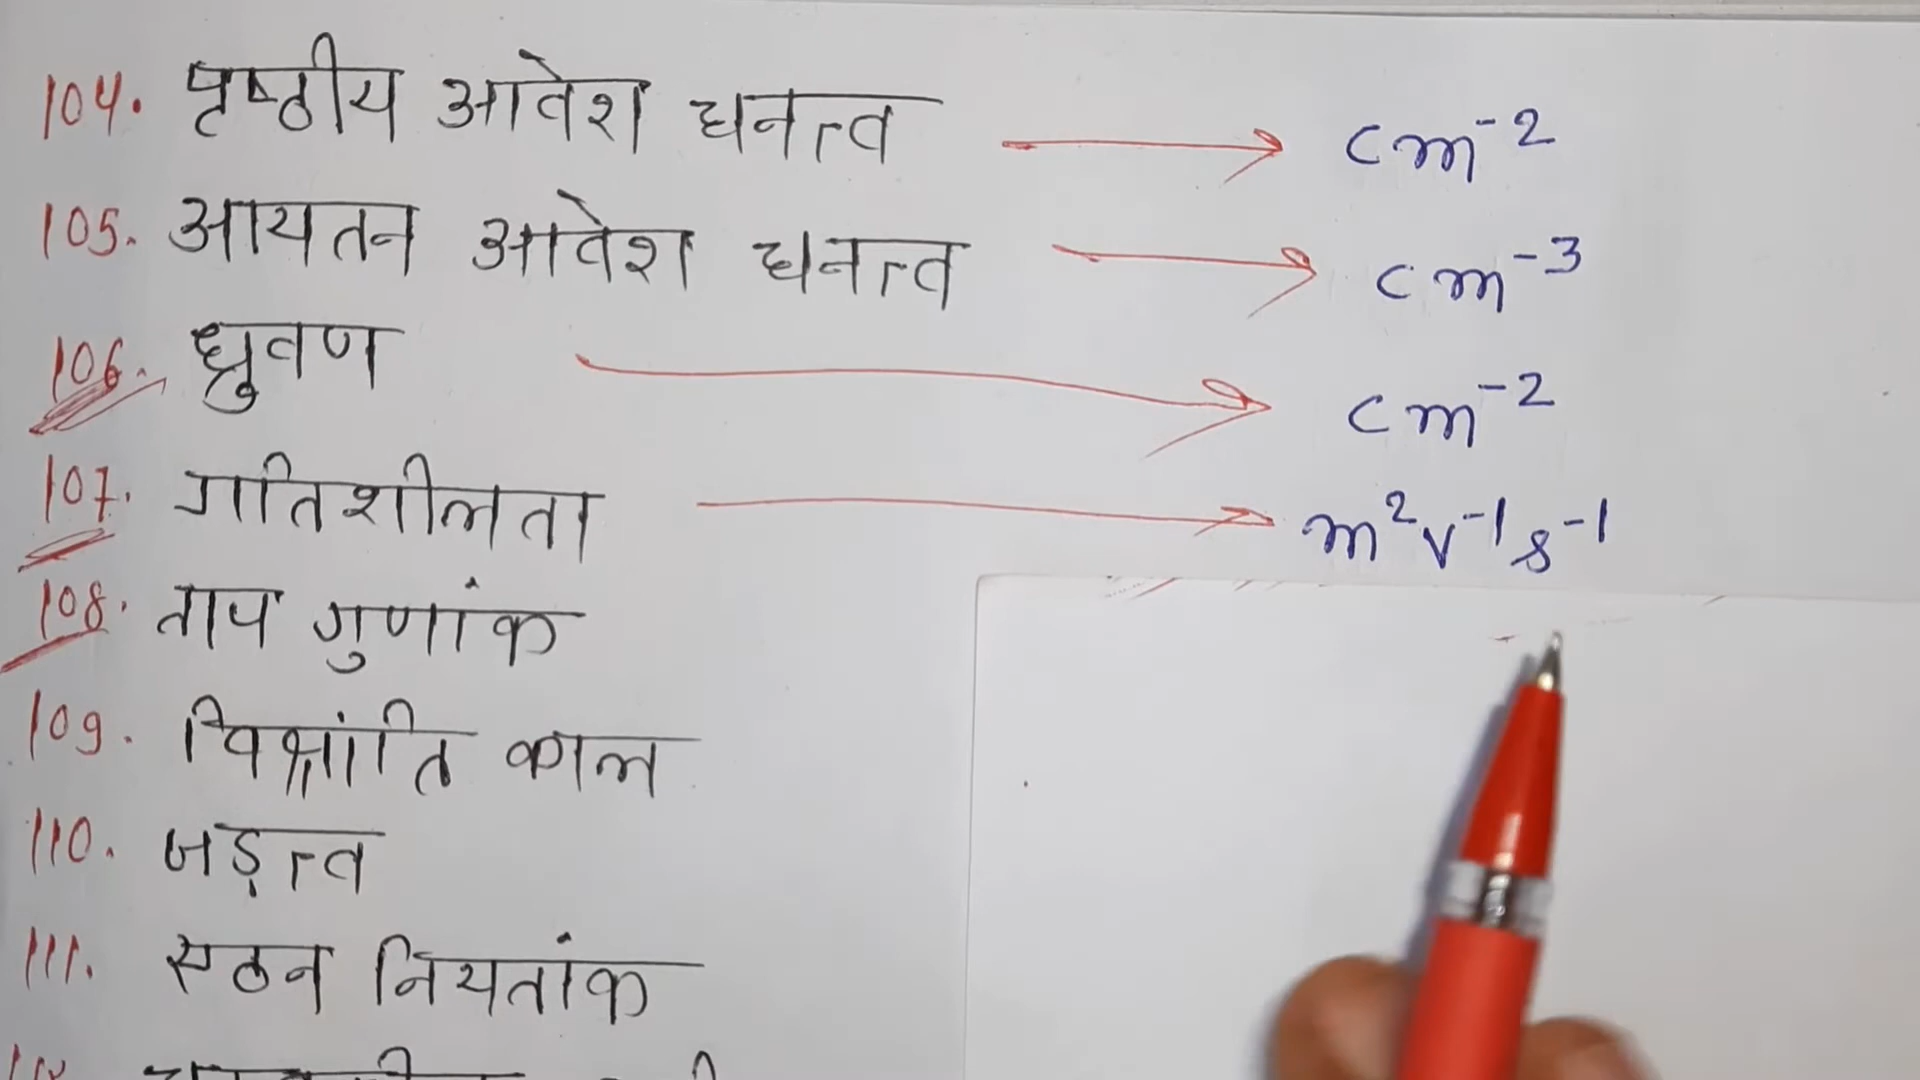 104. पृष्ठीय आवेश घनत्व → cm⁻²
105. आयतन आवेश घनत्व → cm⁻³
106. ध्रुवण → cm⁻²
107. गतिशीलता → m²v⁻¹s⁻¹
108. ताप गुणांक
109. विश्रांति काल
110. जड़त्व
111. एठन नियतांक